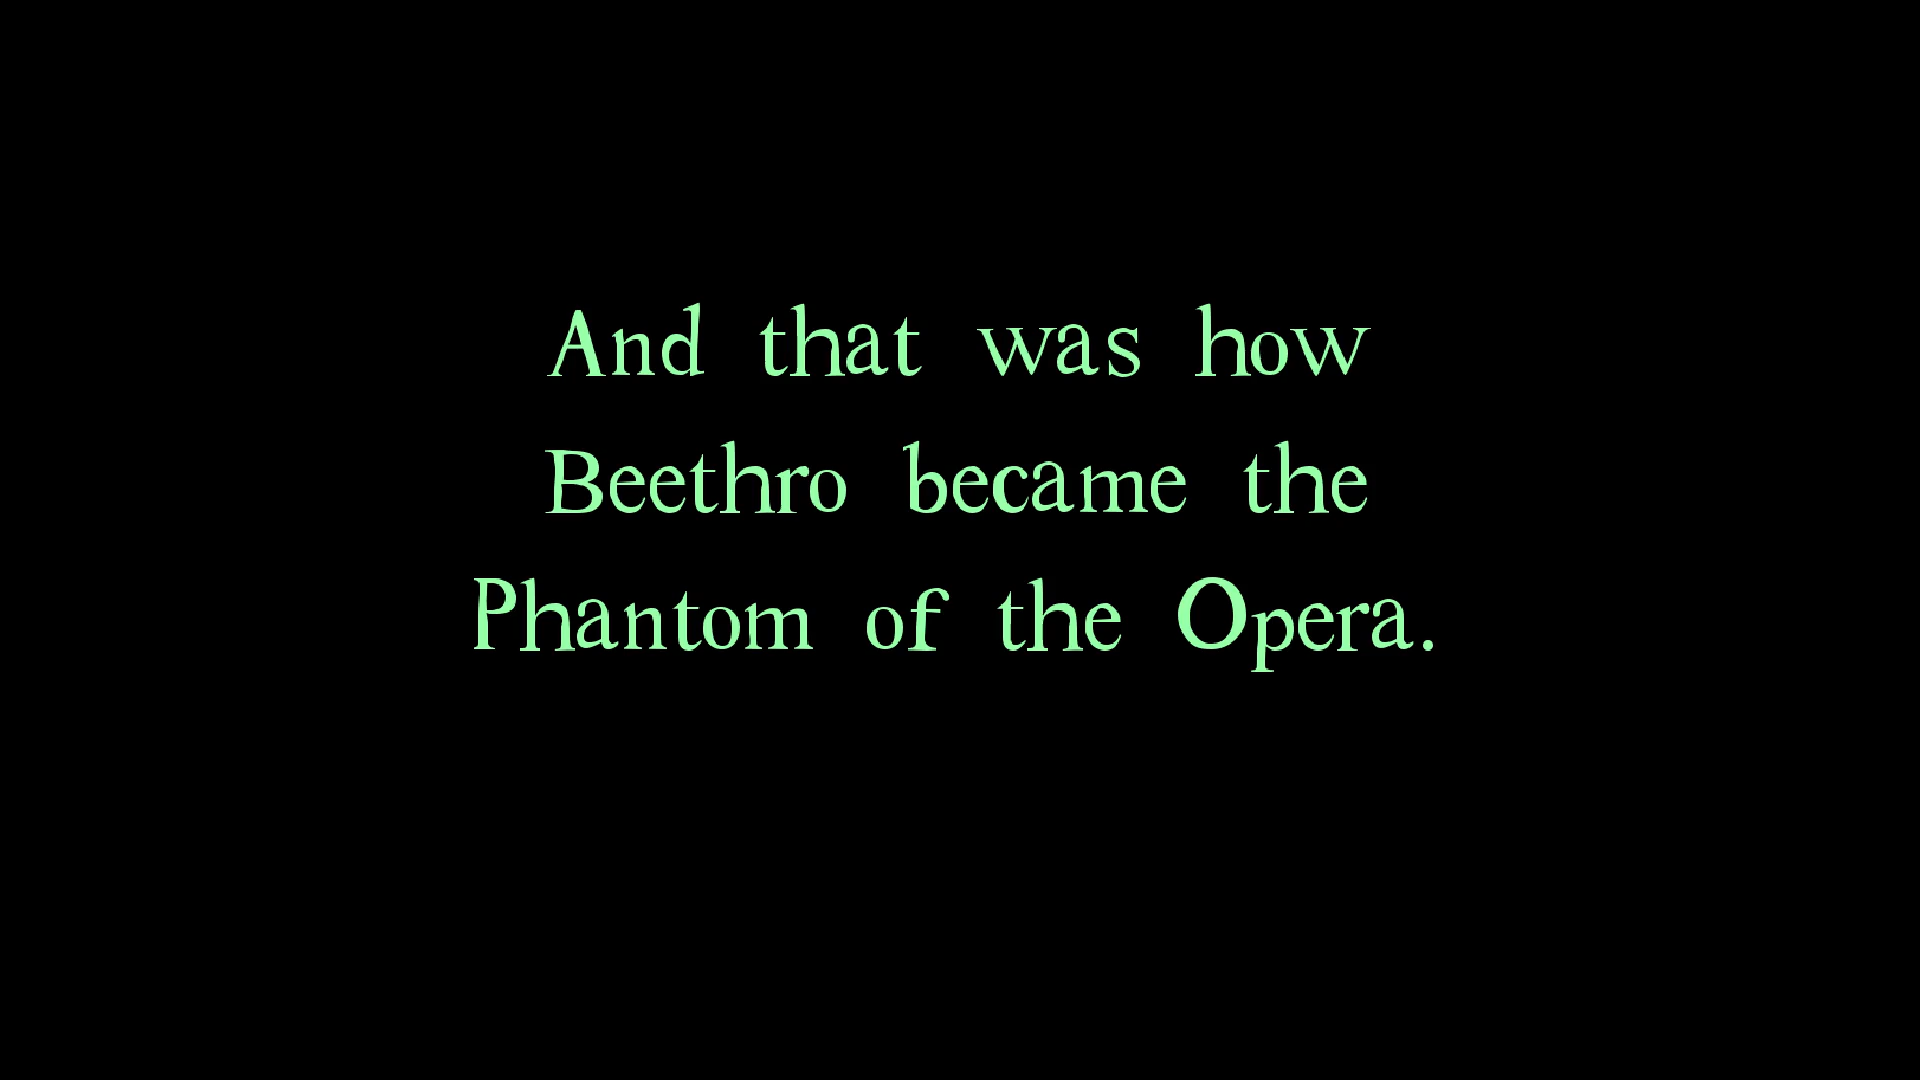 And that was how
Beethro became the
Phantom of the Opera.